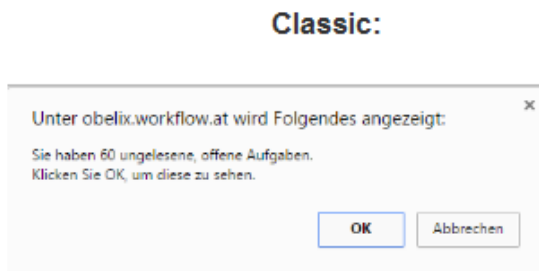 Classic:
Unter obelix.workflow.at wird Folgendes angezeigt:
Sie haben 60 ungelesene, offene Aufgaben.
Klicken Sie OK, um diese zu sehen.
OK Abbrechen